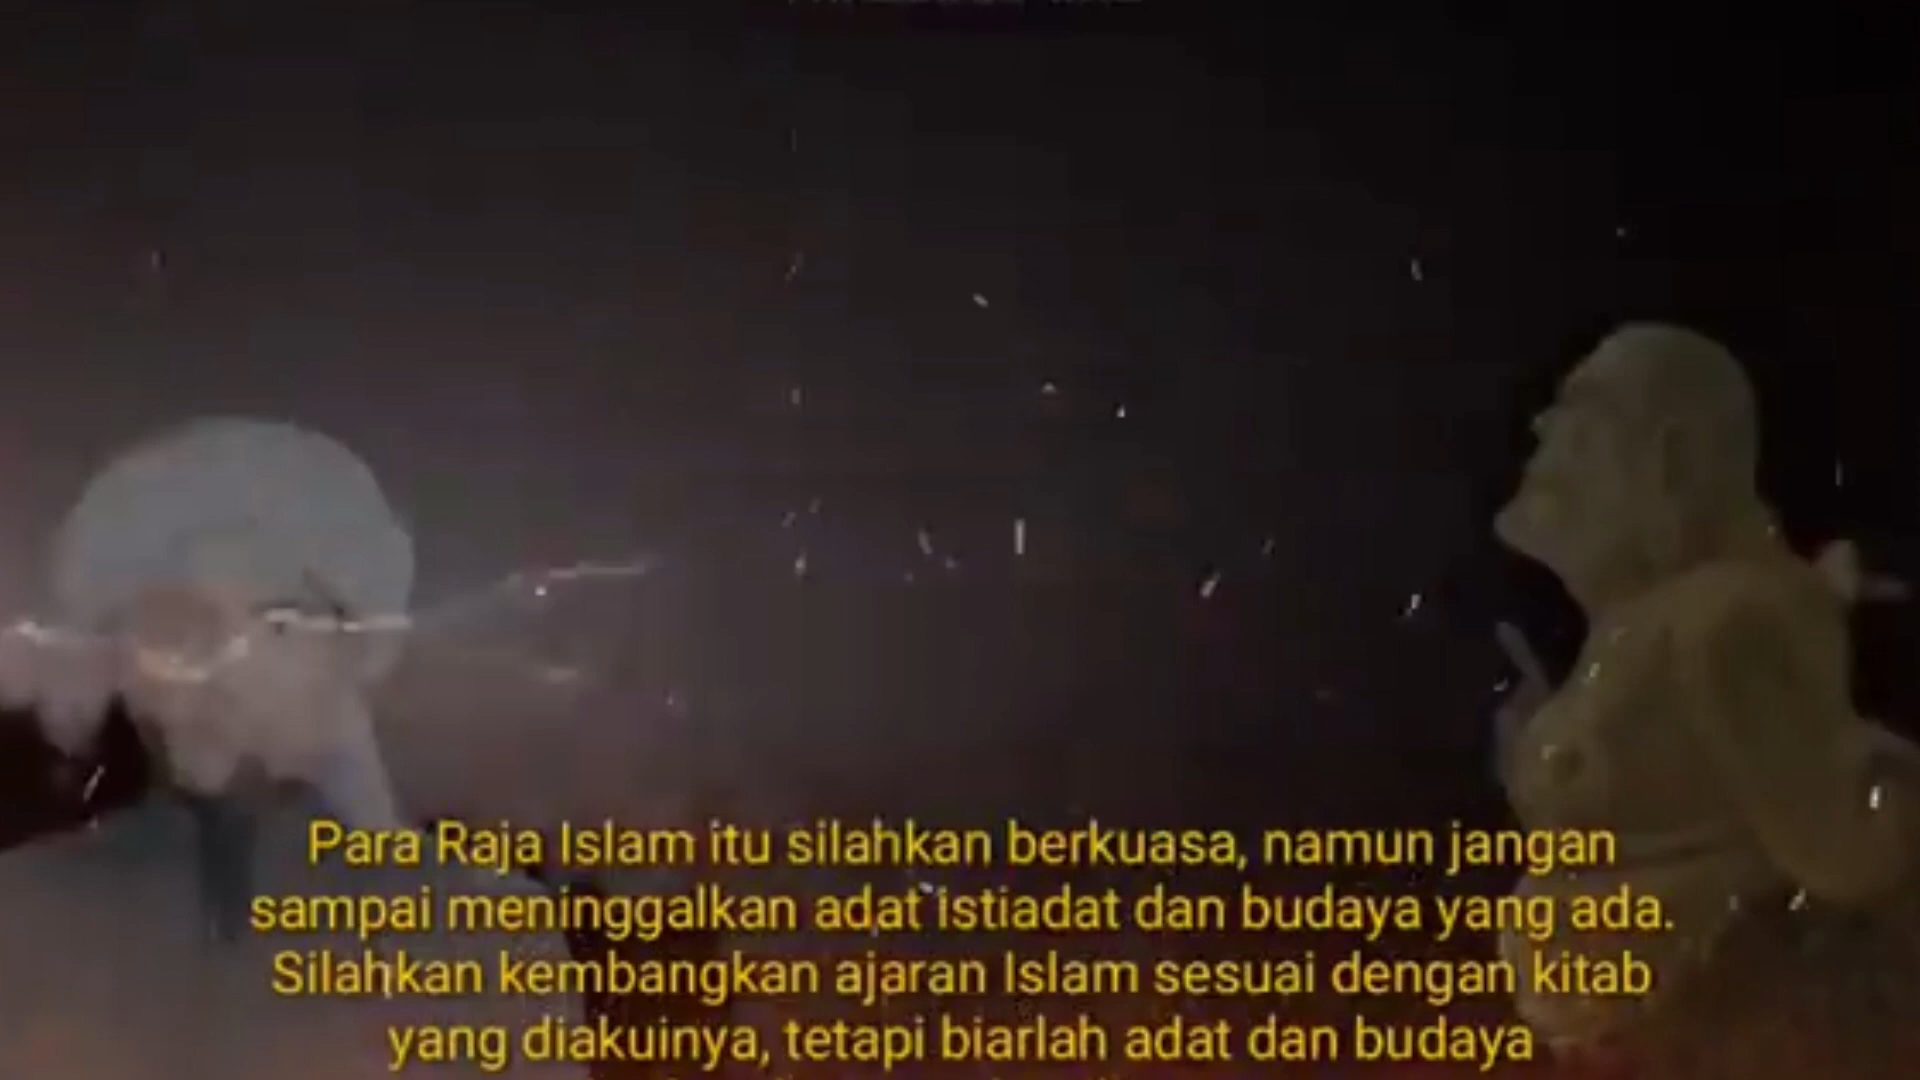 Para Raja Islam itu silahkan berkuasa, namun jangan
sampai meninggalkan adat istiadat dan budaya yang ada.
Silahkan kembangkan ajaran Islam sesuai dengan kitab
yang diakuinya, tetapi biarlah adat dan budaya